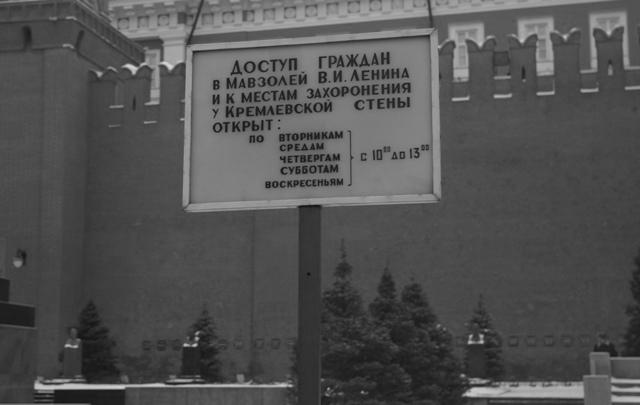 ДОСТУП ГРАЖДАН
В МАВЗОЛЕЙ В.И. ЛЕНИНА
И К МЕСТАМ ЗАХОРОНЕНИЯ
У КРЕМЛЕВСКОЙ СТЕНЫ
ОТКРЫТ:
ПО ВТОРНИКАМ
СРЕДАМ
ЧЕТВЕРГАМ С 10⁰⁰ ДО 13⁰⁰
СУББОТАМ
ВОСКРЕСЕНЬЯМ